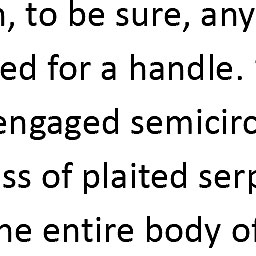 , to be sure, any
ed for a handle.
engaged semicirc
ss of plaited serp
he entire body of